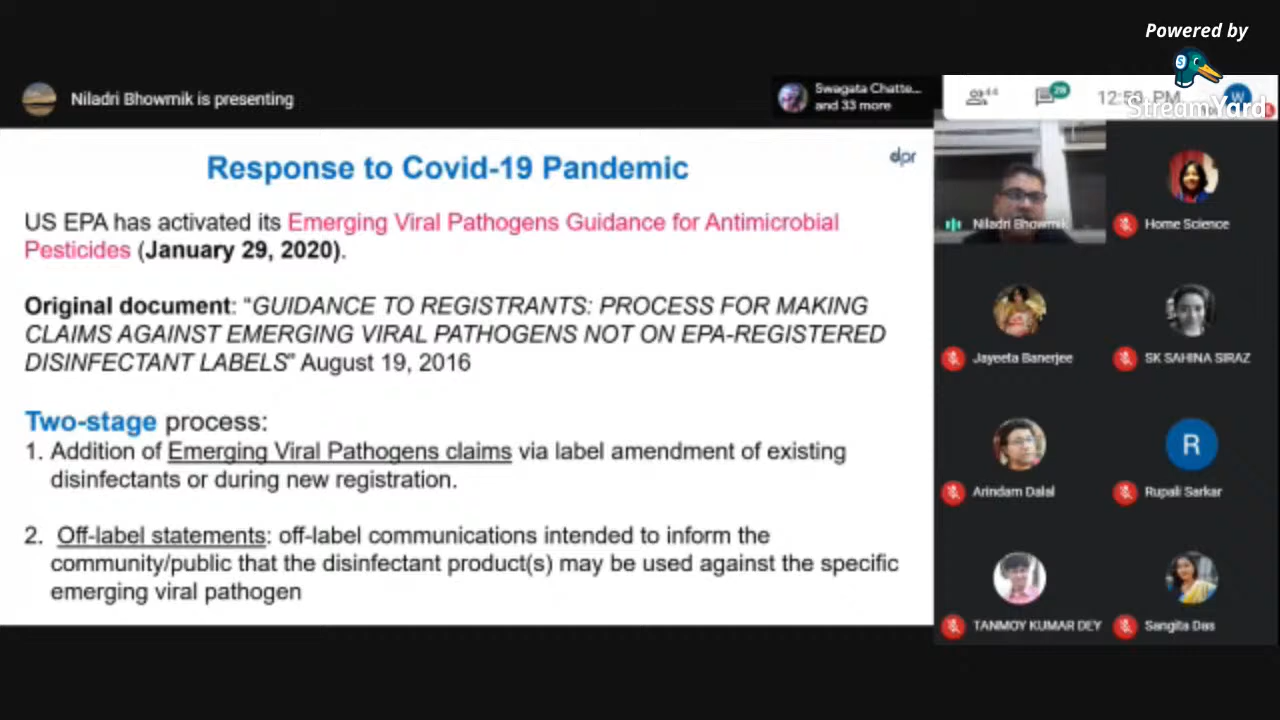 Powered by
StreamYard
Niladri Bhowmik is presenting
Swagata Chatte...
and 33 more
44
28
PM
W
Response to Covid-19 Pandemic
dpr
US EPA has activated its Emerging Viral Pathogens Guidance for Antimicrobial
Pesticides (January 29, 2020).
Original document: “GUIDANCE TO REGISTRANTS: PROCESS FOR MAKING
CLAIMS AGAINST EMERGING VIRAL PATHOGENS NOT ON EPA-REGISTERED
DISINFECTANT LABELS” August 19, 2016
Two-stage process:
1. Addition of Emerging Viral Pathogens claims via label amendment of existing
disinfectants or during new registration.
2. Off-label statements: off-label communications intended to inform the
community/public that the disinfectant product(s) may be used against the specific
emerging viral pathogen
Niladri Bhowmik
Home Science
Jayeeta Banerjee
SK SAHINA SIRAZ
Arindam Dalal
R
Rupali Sarkar
TANMOY KUMAR DEY
Sangita Das